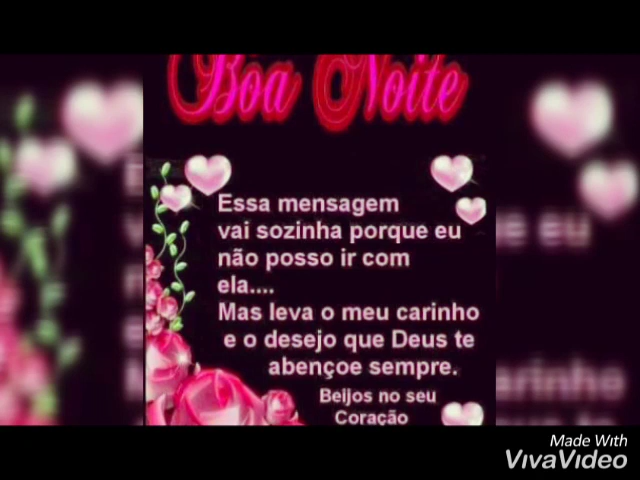 Boa Noite
Essa mensagem
vai sozinha porque eu
não posso ir com
ela....
Mas leva o meu carinho
e o desejo que Deus te
abençoe sempre.
Beijos no seu
Coração
Made With
VivaVideo